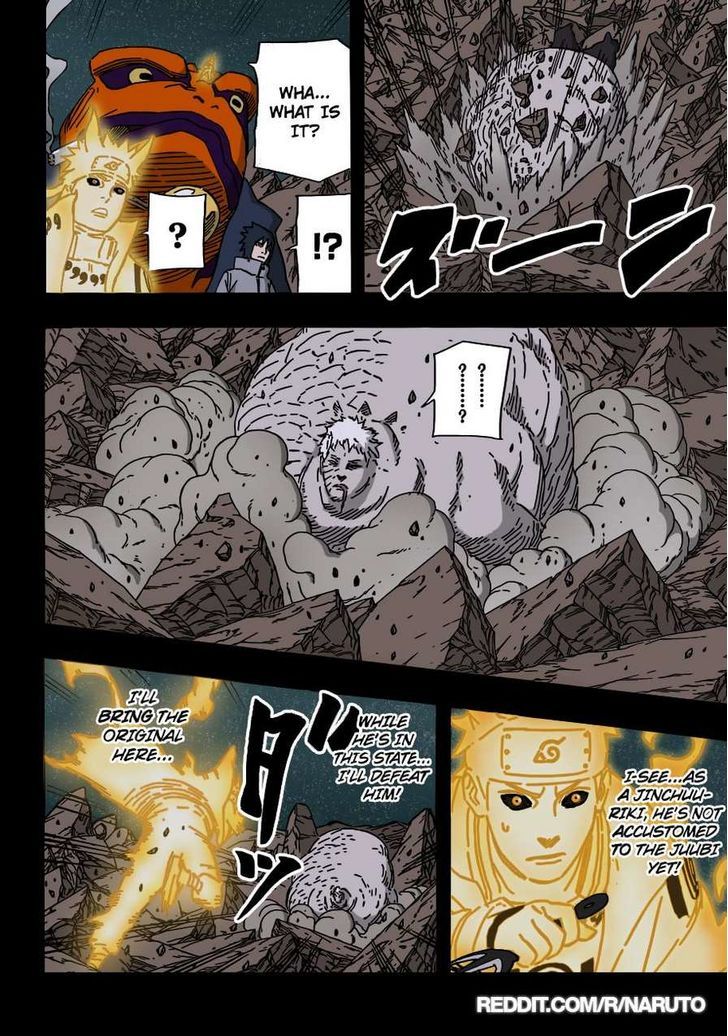 WHA...
WHAT IS
IT?
?
!?
ズーン
?......
?......?
I SEE...AS
A JINCHUU-
RIKI, HE'S NOT
ACCUSTOMED
TO THE JUUBI
YET!
WHILE
HE'S IN
THIS STATE...
I'LL DEFEAT
HIM!
ダッ
I'LL
BRING THE
ORIGINAL
HERE...
REDDIT.COM/R/NARUTO